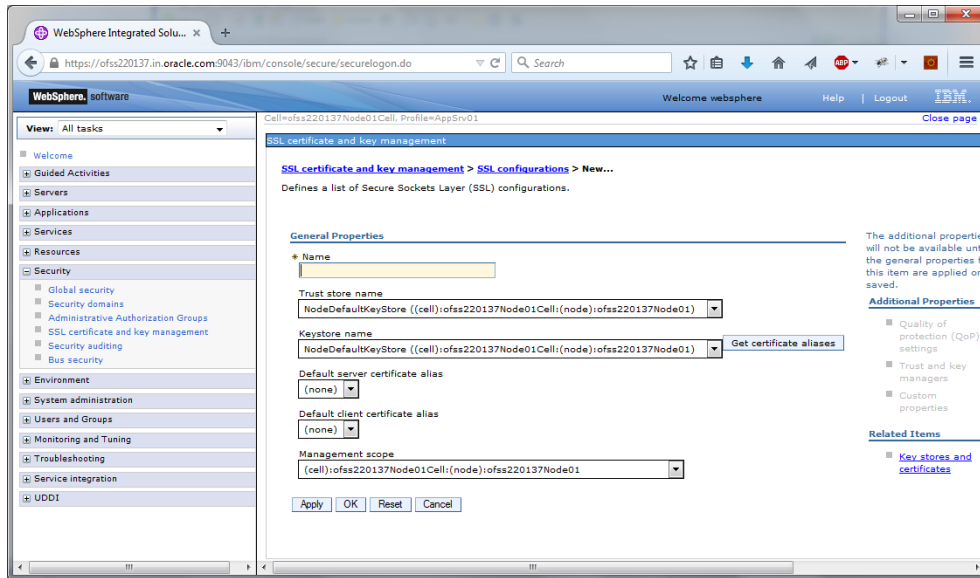 WebSphere Integrated Solu...
https://ofss220137.in.oracle.com:9043/ibm/console/secure/securelogon.do
Search
ABP
WebSphere. software
Welcome websphere
Help | Logout
IBM.
View: All tasks
Welcome
Guided Activities
Servers
Applications
Services
Resources
Security
Global security
Security domains
Administrative Authorization Groups
SSL certificate and key management
Security auditing
Bus security
Environment
System administration
Users and Groups
Monitoring and Tuning
Troubleshooting
Service integration
UDDI
Cell=ofss220137Node01Cell, Profile=AppSrv01
Close page
SSL certificate and key management
SSL certificate and key management > SSL configurations > New...
Defines a list of Secure Sockets Layer (SSL) configurations.
General Properties
* Name
Trust store name
NodeDefaultKeyStore ((cell):ofss220137Node01Cell:(node):ofss220137Node01)
Keystore name
NodeDefaultKeyStore ((cell):ofss220137Node01Cell:(node):ofss220137Node01)
Get certificate aliases
Default server certificate alias
(none)
Default client certificate alias
(none)
Management scope
(cell):ofss220137Node01Cell:(node):ofss220137Node01
Apply
OK
Reset
Cancel
The additional propertie
will not be available unt
the general properties f
this item are applied or
saved.
Additional Properties
Quality of
protection (QoP)
settings
Trust and key
managers
Custom
properties
Related Items
Key stores and
certificates